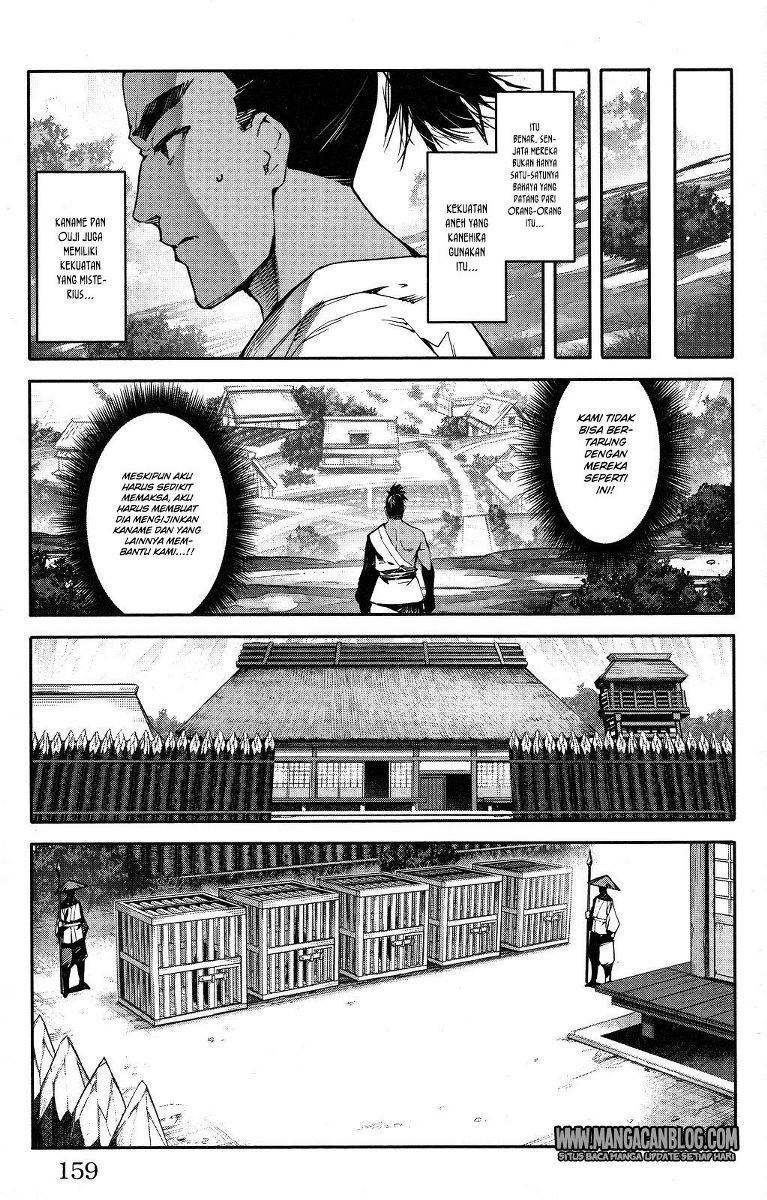 ITU
BENAR, SEN-
JATA MEREKA
BUKAN HANYA
SATU-SATUNYA
BAHAYA YANG
DATANG DARI
ORANG-ORANG
ITU...
KEKUATAN
ANEH YANG
KANEHIRA
GUNAKAN
ITU...
KANAME DAN
OUJI JUGA
MEMILIKI
KEKUATAN
YANG MISTE-
RIUS...
KAMI TIDAK
BISA BER-
TARUNG
DENGAN
MEREKA
SEPERTI
INI!
MESKIPUN AKU
HARUS SEDIKIT
MEMAKSA, AKU
HARUS MEMBUAT
DIA MENGIJINKAN
KANAME DAN YANG
LAINNYA MEM-
BANTU KAMI...!!
WWW.MANGACANBLOG.COM
SITUS BACA MANGA UPDATE SETIAP HARI
159